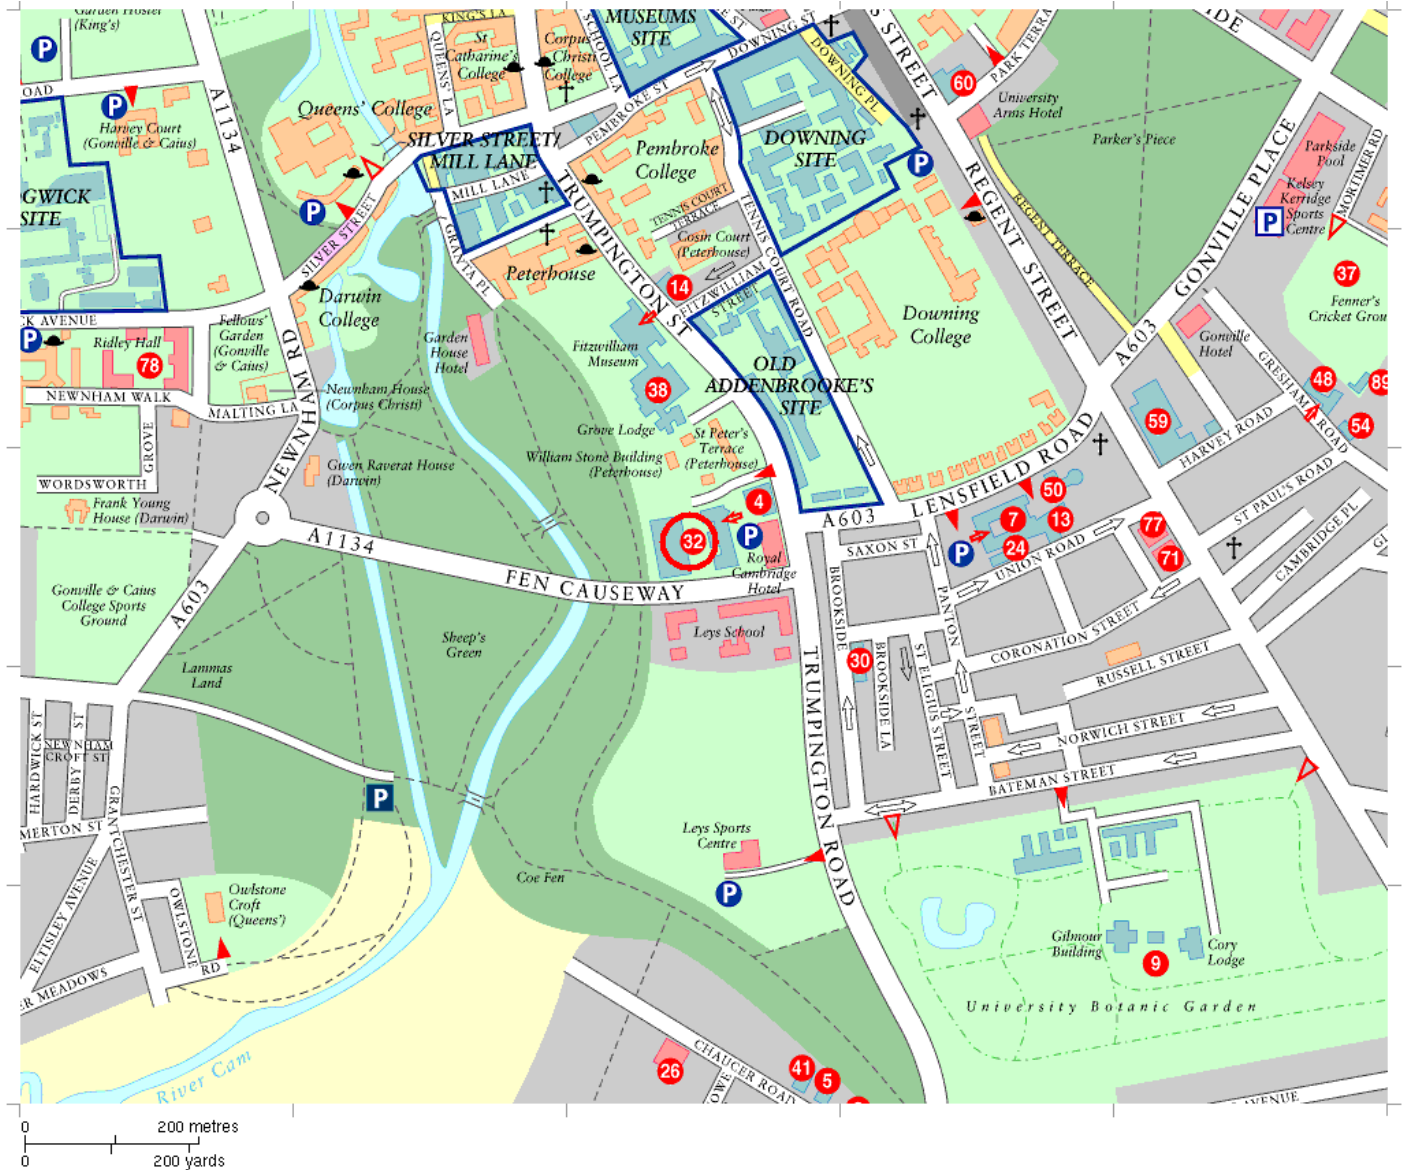 Garden Hostel
(King's)
P
OAD
P
Harvey Court
(Gonville & Caius)
GWICK
SITE
A1134
Queens' College
KING'S LA
QUEENS' LA
St
Catharine's
College
Corpus
Christi
College
SCHOOL LA
MUSEUMS
SITE
DOWNING ST
PEMBROKE ST
SILVER STREET/
MILL LANE
MILL LANE
P
SILVER STREET
GRANTA PL
Peterhouse
TRUMPINGTON ST
Pembroke
College
TENNIS COURT
TERRACE
Cosin Court
(Peterhouse)
14
FITZWILLIAM
STREET
TENNIS COURT ROAD
DOWNING
SITE
DOWNING PL
P
S STREET
60
PARK TERRA
University
Arms Hotel
REGENT STREET
REGENT TERRACE
Parker's Piece
IDE
GONVILLE PLACE
Parkside
Pool
Kelsey
Kerridge
Sports
Centre
P
MORTIMER RD
37
Fenner's
Cricket Grou
A603
Gonville
Hotel
GRESHAM ROAD
48
89
54
59
HARVEY ROAD
ST PAUL'S ROAD
CAMBRIDGE PL
GL
CK AVENUE
P
Ridley Hall
78
Fellows'
Garden
(Gonville
& Caius)
Darwin
College
NEWNHAM RD
NEWNHAM WALK
MALTING LA
Newnham House
(Corpus Christi)
GROVE
WORDSWORTH
Frank Young
House (Darwin)
Gwen Raverat House
(Darwin)
Garden
House
Hotel
Fitzwilliam
Museum
38
Grove Lodge
William Stone Building
(Peterhouse)
St Peter's
Terrace
(Peterhouse)
OLD
ADDENBROOKE'S
SITE
Downing
College
LENSFIELD ROAD
A603
4
32
P
Royal
Cambridge
Hotel
A1134
FEN CAUSEWAY
Leys School
SAXON ST
P
50
7
13
24
UNION ROAD
77
71
A603
Gonville & Caius
College Sports
Ground
Lammas
Land
Sheep's
Green
BROOKSIDE
30
BROOKSIDE LA
ST ELIGIUS STREET
PANTON
STREET
CORONATION STREET
RUSSELL STREET
NORWICH STREET
BATEMAN STREET
TRUMPINGTON ROAD
HARDWICK ST
NEWNHAM
CROFT ST
DERBY ST
GRANTCHESTER ST
MERTON ST
ELTISLEY AVENUE
ER MEADOWS
OWLSTONE
RD
Owlstone
Croft
(Queens')
P
Coe Fen
Leys Sports
Centre
P
Gilmour
Building
9
Cory
Lodge
University Botanic Garden
River Cam
26
CHAUCER ROAD
OWE
41
5
AVENUE
0 200 metres
0 200 yards